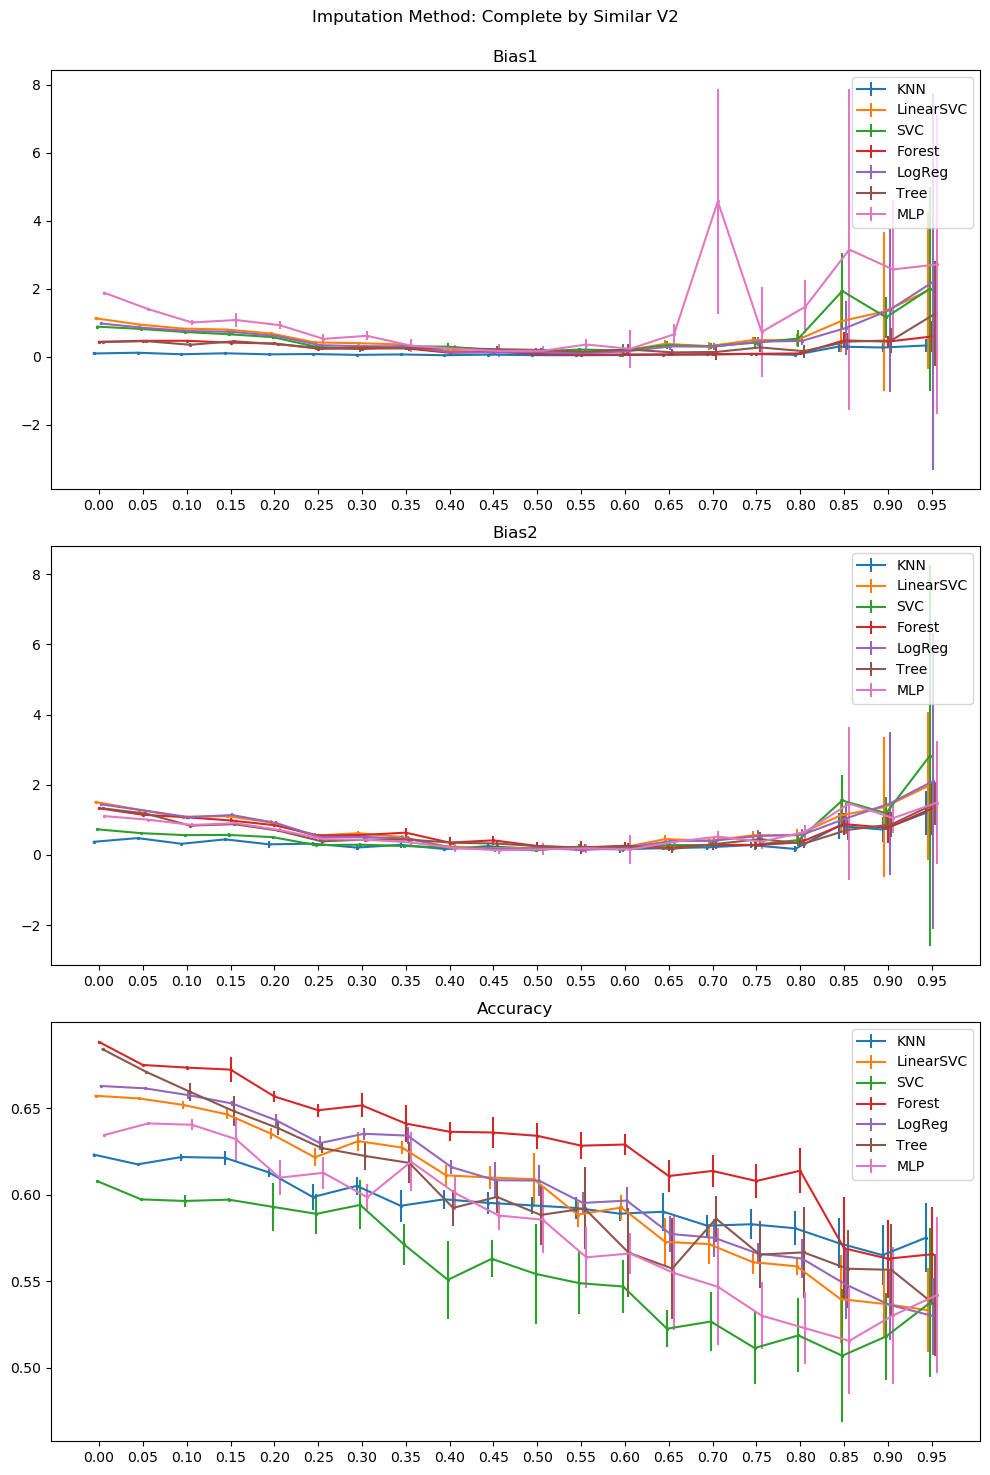 Imputation Method: Complete by Similar V2
Bias1
8
6
4
2
0
−2
KNN
LinearSVC
SVC
Forest
LogReg
Tree
MLP
0.00 0.05 0.10 0.15 0.20 0.25 0.30 0.35 0.40 0.45 0.50 0.55 0.60 0.65 0.70 0.75 0.80 0.85 0.90 0.95
Bias2
8
6
4
2
0
−2
KNN
LinearSVC
SVC
Forest
LogReg
Tree
MLP
0.00 0.05 0.10 0.15 0.20 0.25 0.30 0.35 0.40 0.45 0.50 0.55 0.60 0.65 0.70 0.75 0.80 0.85 0.90 0.95
Accuracy
0.65
0.60
0.55
0.50
KNN
LinearSVC
SVC
Forest
LogReg
Tree
MLP
0.00 0.05 0.10 0.15 0.20 0.25 0.30 0.35 0.40 0.45 0.50 0.55 0.60 0.65 0.70 0.75 0.80 0.85 0.90 0.95